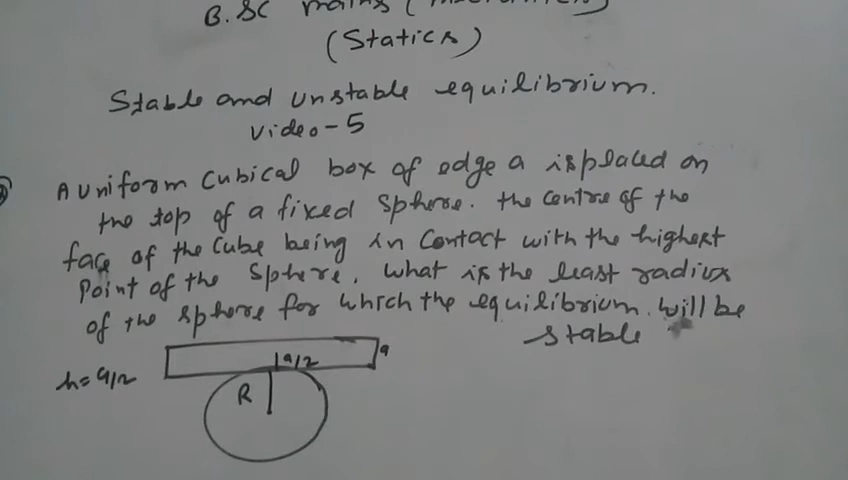 B.Sc
(Statics)
Stable and unstable equilibrium.
Video-5
A uniform cubical box of edge a is placed on
the top of a fixed sphere. the centre of the
face of the cube being in contact with the highest
point of the sphere. what is the least radius
of the sphere for which the equilibrium will be
stable
a
a/2
h=a/2
R